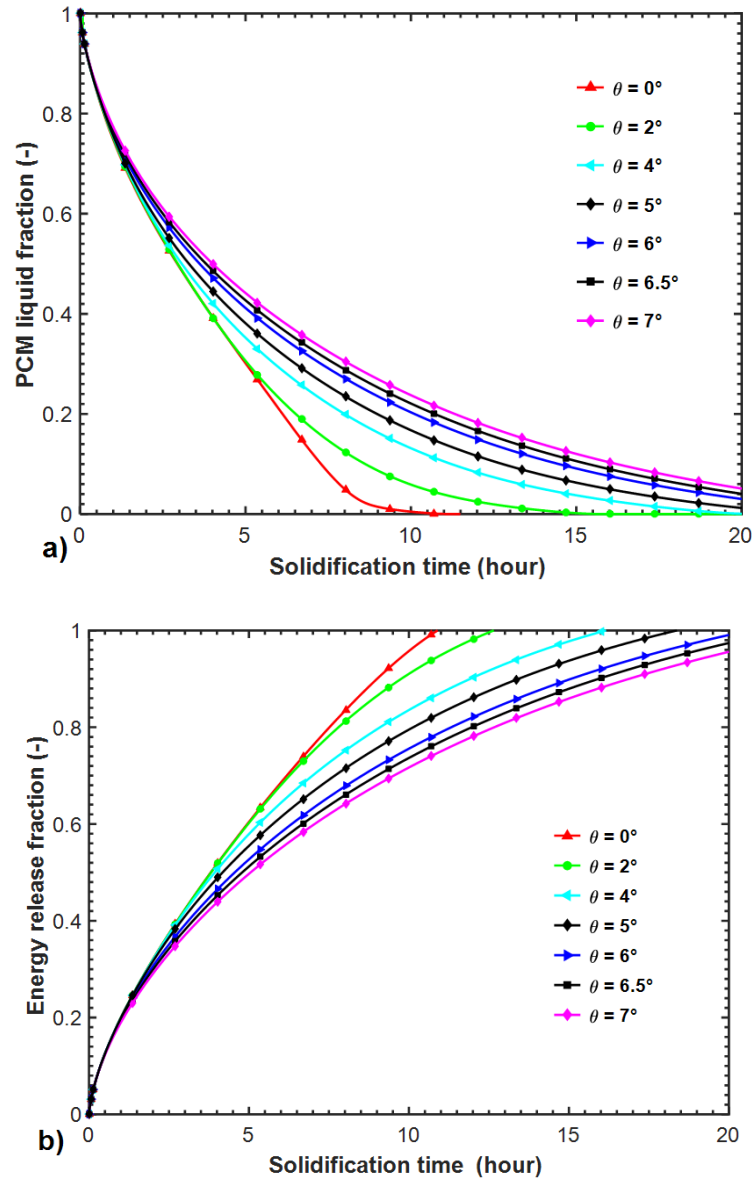 1
0.8
0.6
0.4
0.2
0
PCM liquid fraction (-)
θ = 0°
θ = 2°
θ = 4°
θ = 5°
θ = 6°
θ = 6.5°
θ = 7°
0 5 10 15 20
a)
Solidification time (hour)
1
0.8
0.6
0.4
0.2
0
Energy release fraction (-)
θ = 0°
θ = 2°
θ = 4°
θ = 5°
θ = 6°
θ = 6.5°
θ = 7°
0 5 10 15 20
b)
Solidification time (hour)